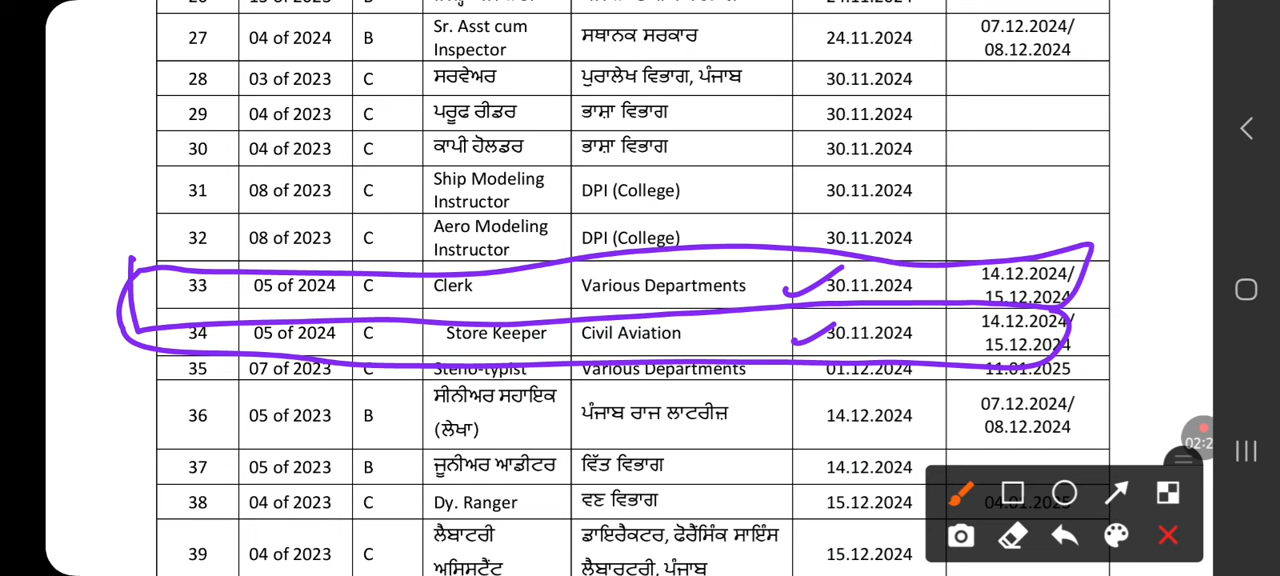 27 04 of 2024 B Sr. Asst cum Inspector ਸਥਾਨਕ ਸਰਕਾਰ 24.11.2024 07.12.2024/ 08.12.2024
28 03 of 2023 C ਸਰਵੇਅਰ ਪੁਰਾਲੇਖ ਵਿਭਾਗ, ਪੰਜਾਬ 30.11.2024
29 04 of 2023 C ਪਰੂਫ ਰੀਡਰ ਭਾਸ਼ਾ ਵਿਭਾਗ 30.11.2024
30 04 of 2023 C ਕਾਪੀ ਹੋਲਡਰ ਭਾਸ਼ਾ ਵਿਭਾਗ 30.11.2024
31 08 of 2023 C Ship Modeling Instructor DPI (College) 30.11.2024
32 08 of 2023 C Aero Modeling Instructor DPI (College) 30.11.2024
33 05 of 2024 C Clerk Various Departments 30.11.2024 14.12.2024/ 15.12.2024
34 05 of 2024 C Store Keeper Civil Aviation 30.11.2024 14.12.2024/ 15.12.2024
35 07 of 2023 C Steno-typist Various Departments 01.12.2024 11.01.2025
36 05 of 2023 B ਸੀਨੀਅਰ ਸਹਾਇਕ (ਲੇਖਾ) ਪੰਜਾਬ ਰਾਜ ਲਾਟਰੀਜ਼ 14.12.2024 07.12.2024/ 08.12.2024
37 05 of 2023 B ਜੂਨੀਅਰ ਆਡੀਟਰ ਵਿੱਤ ਵਿਭਾਗ 14.12.2024
38 04 of 2023 C Dy. Ranger ਵਣ ਵਿਭਾਗ 15.12.2024 04.01.2025
39 04 of 2023 C ਲੈਬਾਟਰੀ ਅਸਿਸਟੈਂਟ ਡਾਇਰੈਕਟਰ, ਫੋਰੈਂਸਿੰਕ ਸਾਇੰਸ ਲੈਬਾਰਟਰੀ, ਪੰਜਾਬ 15.12.2024
02:2